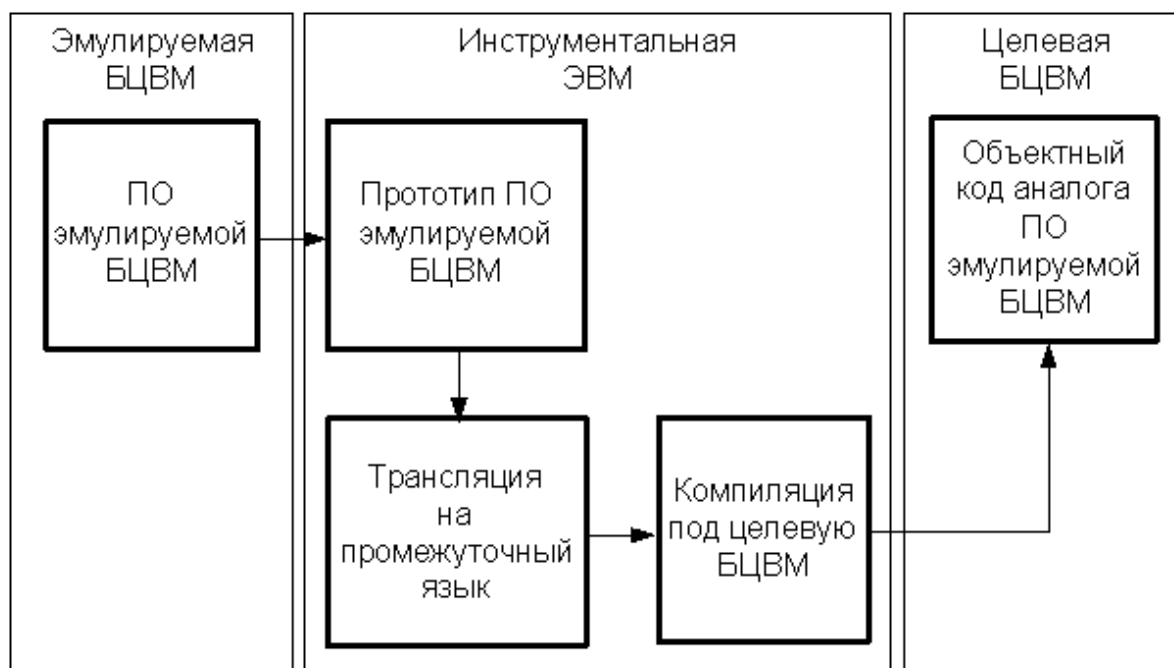 Эмулируемая
БЦВМ
Инструментальная
ЭВМ
Целевая
БЦВМ
ПО
эмулируемой
БЦВМ
Прототип ПО
эмулируемой
БЦВМ
Объектный
код аналога
ПО
эмулируемой
БЦВМ
Трансляция
на
промежуточный
язык
Компиляция
под целевую
БЦВМ